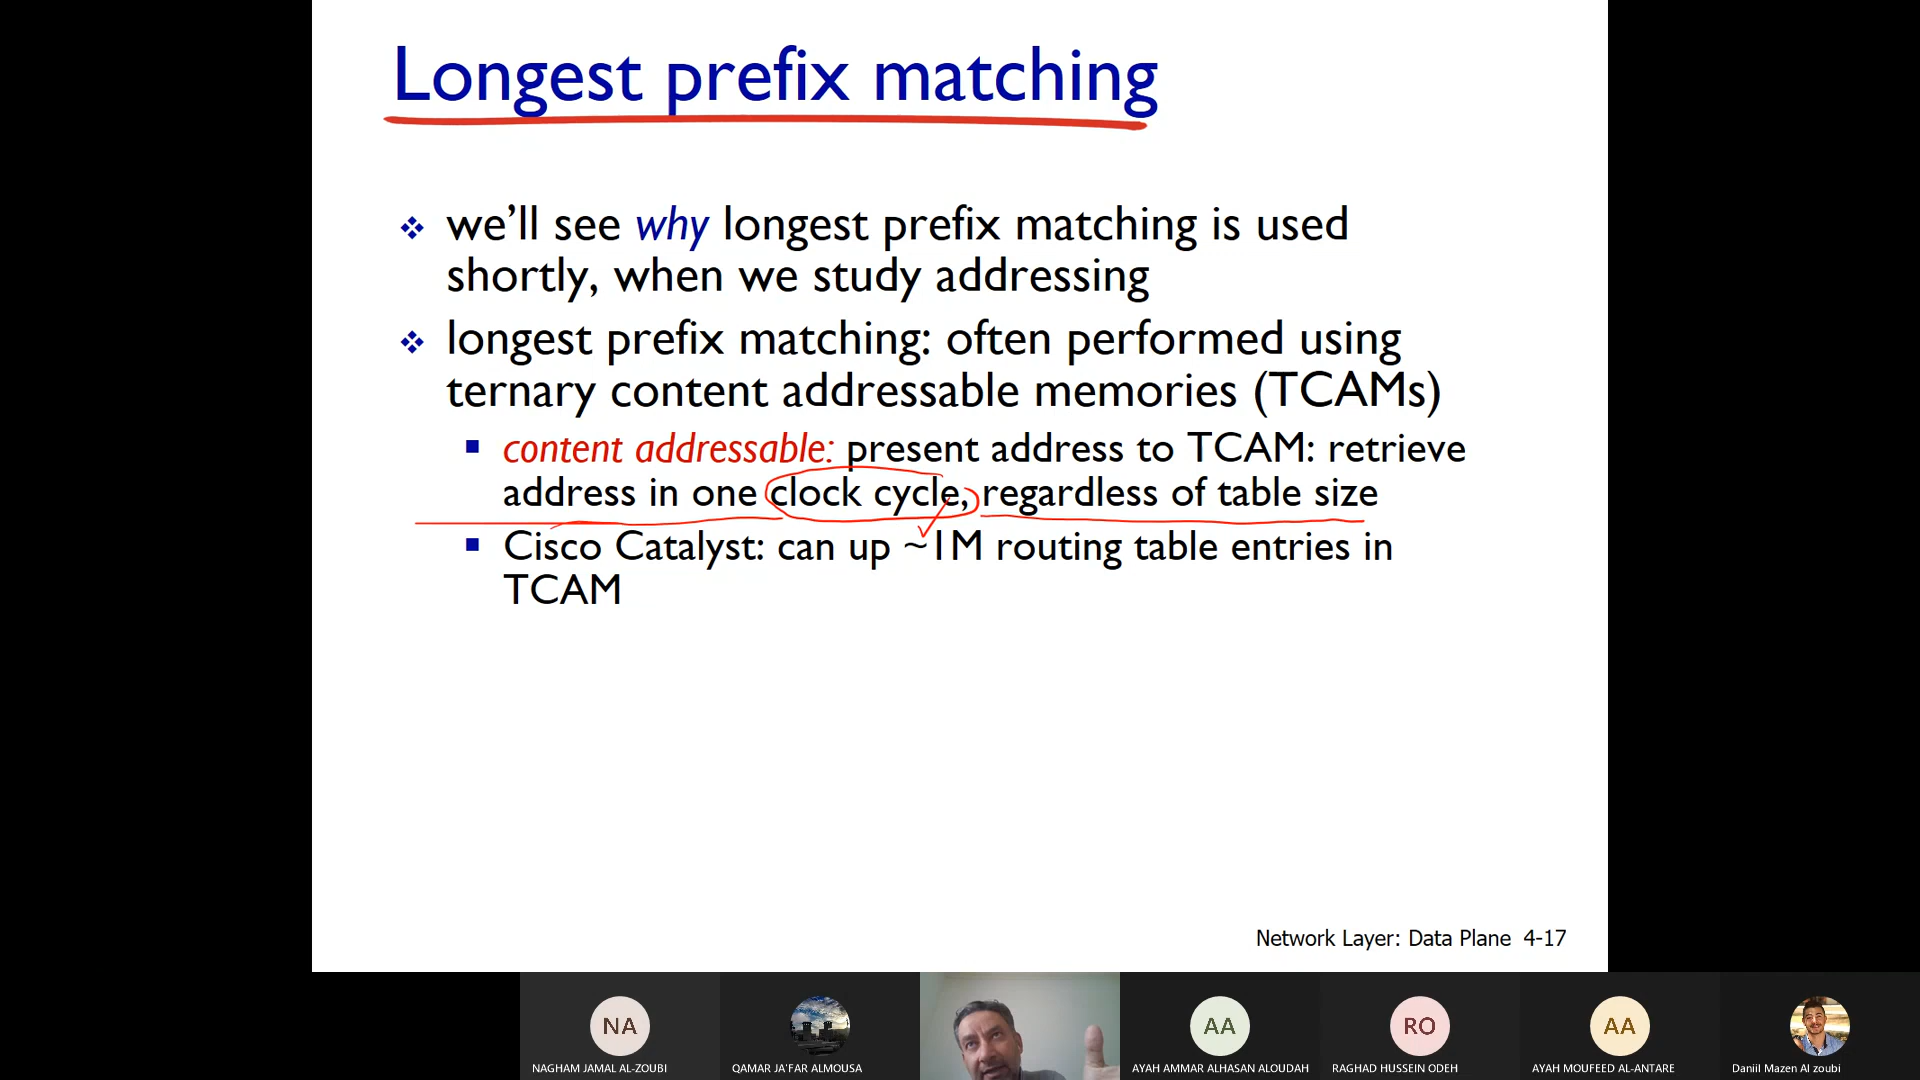 Longest prefix matching
we’ll see why longest prefix matching is used
shortly, when we study addressing
longest prefix matching: often performed using
ternary content addressable memories (TCAMs)
content addressable: present address to TCAM: retrieve
address in one clock cycle, regardless of table size
Cisco Catalyst: can up ~1M routing table entries in
TCAM
Network Layer: Data Plane 4-17
NA
AA
RO
AA
NAGHAM JAMAL AL-ZOUBI
QAMAR JA'FAR ALMOUSA
AYAH AMMAR ALHASAN ALOUDAH
RAGHAD HUSSEIN ODEH
AYAH MOUFEED AL-ANTARE
Daniil Mazen Al zoubi